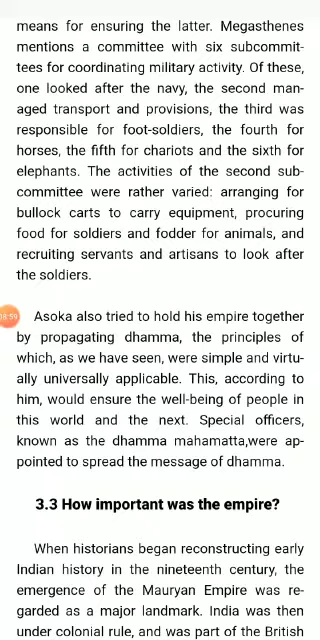 means for ensuring the latter. Megasthenes
mentions a committee with six subcommit-
tees for coordinating military activity. Of these,
one looked after the navy, the second man-
aged transport and provisions, the third was
responsible for foot-soldiers, the fourth for
horses, the fifth for chariots and the sixth for
elephants. The activities of the second sub-
committee were rather varied: arranging for
bullock carts to carry equipment, procuring
food for soldiers and fodder for animals, and
recruiting servants and artisans to look after
the soldiers.
Asoka also tried to hold his empire together
by propagating dhamma, the principles of
which, as we have seen, were simple and virtu-
ally universally applicable. This, according to
him, would ensure the well-being of people in
this world and the next. Special officers,
known as the dhamma mahamatta,were ap-
pointed to spread the message of dhamma.
3.3 How important was the empire?
When historians began reconstructing early
Indian history in the nineteenth century, the
emergence of the Mauryan Empire was re-
garded as a major landmark. India was then
under colonial rule, and was part of the British